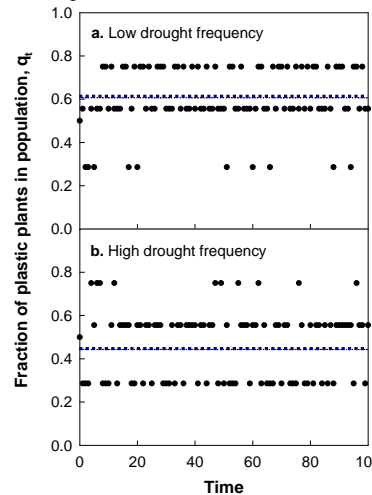 1.0
a. Low drought frequency
0.8
0.6
0.4
0.2
0.0
b. High drought frequency
0.8
0.6
0.4
0.2
0.0
0 20 40 60 80 100
Time
Fraction of plastic plants in population, qt